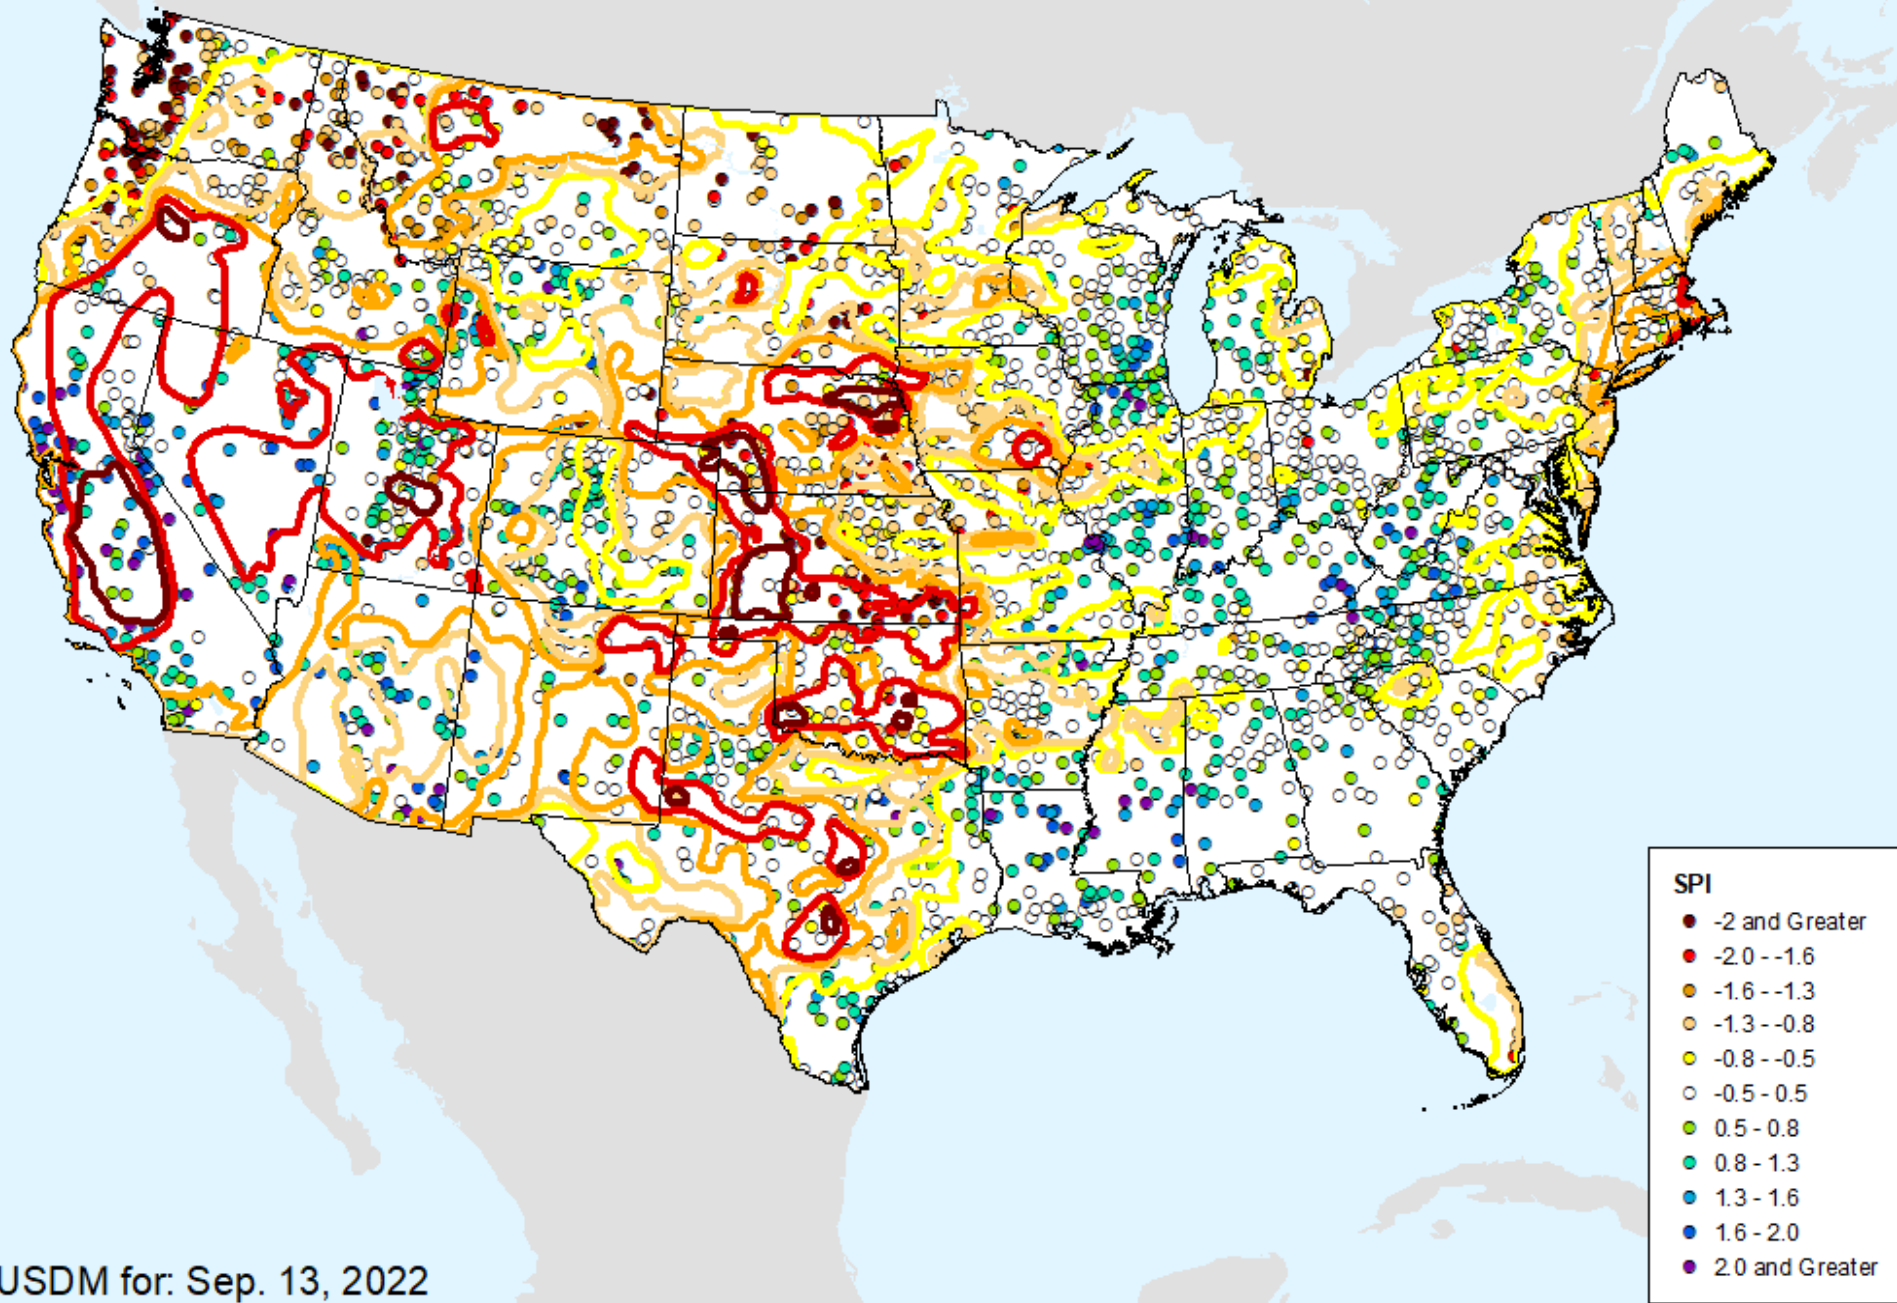 SPI
-2 and Greater
-2.0 - -1.6
-1.6 - -1.3
-1.3 - -0.8
-0.8 - -0.5
-0.5 - 0.5
0.5 - 0.8
0.8 - 1.3
1.3 - 1.6
1.6 - 2.0
2.0 and Greater
USDM for: Sep. 13, 2022